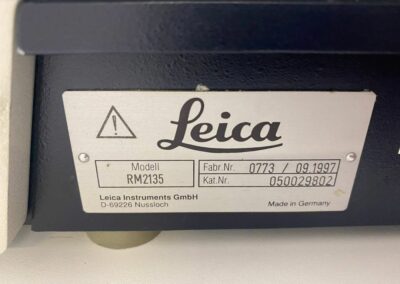 Leica
Modell
RM2135
Fabr.Nr. 0773 / 09.1997
Kat.Nr. 050029802
Leica Instruments GmbH
D-69226 Nussloch
Made in Germany